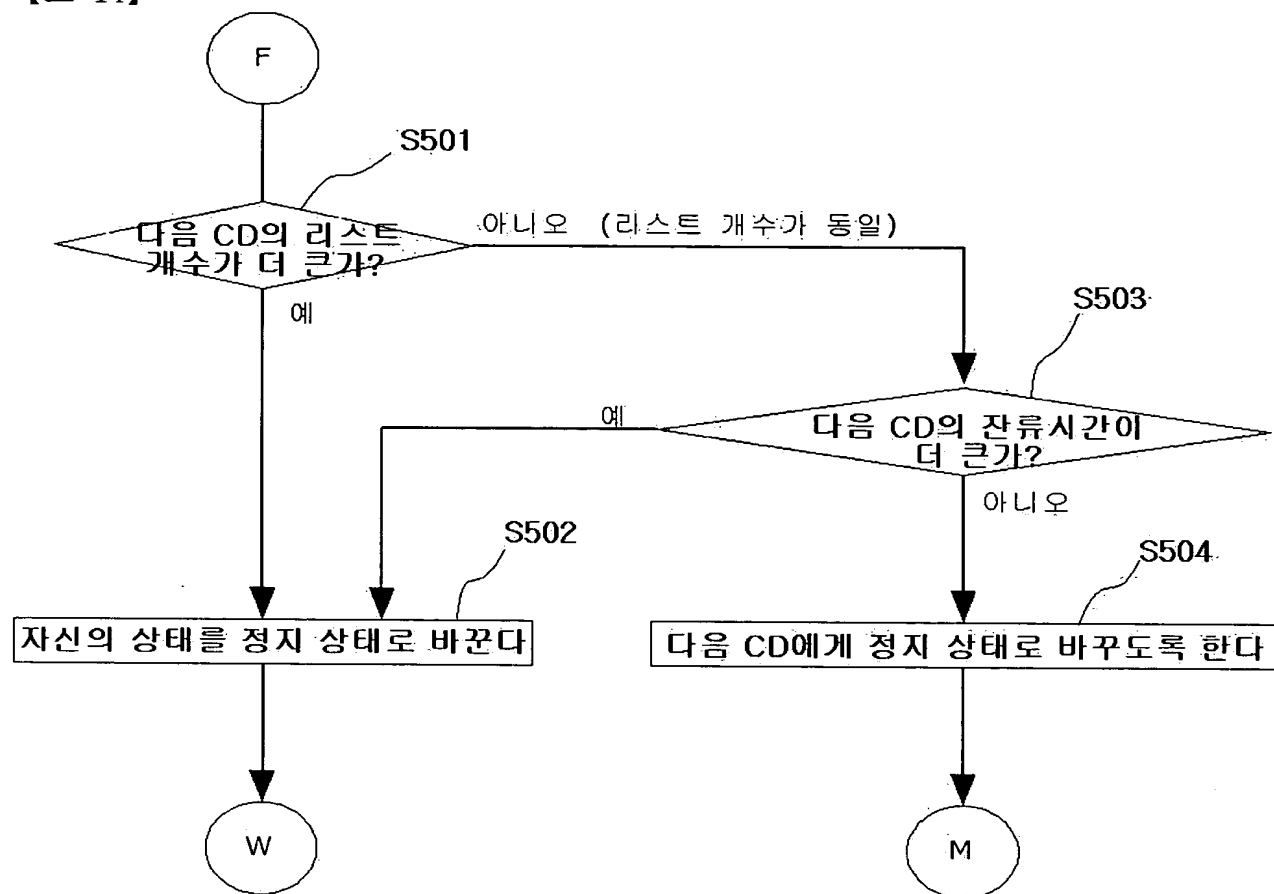 F
S501
다음 CD의 리스트
개수가 더 큰가?
아니오 (리스트 개수가 동일)
예
S503
다음 CD의 잔류시간이
더 큰가?
예
아니오
S502
S504
자신의 상태를 정지 상태로 바꾼다
다음 CD에게 정지 상태로 바꾸도록 한다
W
M